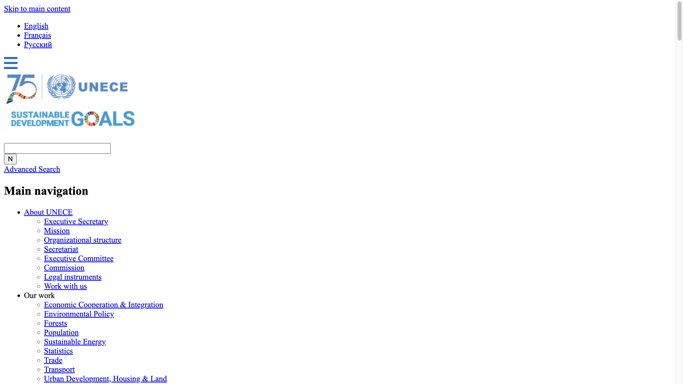 Skip to main content
English
Français
Русский
75 UNECE
SUSTAINABLE DEVELOPMENT GOALS
N
Advanced Search
Main navigation
About UNECE
Executive Secretary
Mission
Organizational structure
Secretariat
Executive Committee
Commission
Legal instruments
Work with us
Our work
Economic Cooperation & Integration
Environmental Policy
Forests
Population
Sustainable Energy
Statistics
Trade
Transport
Urban Development, Housing & Land